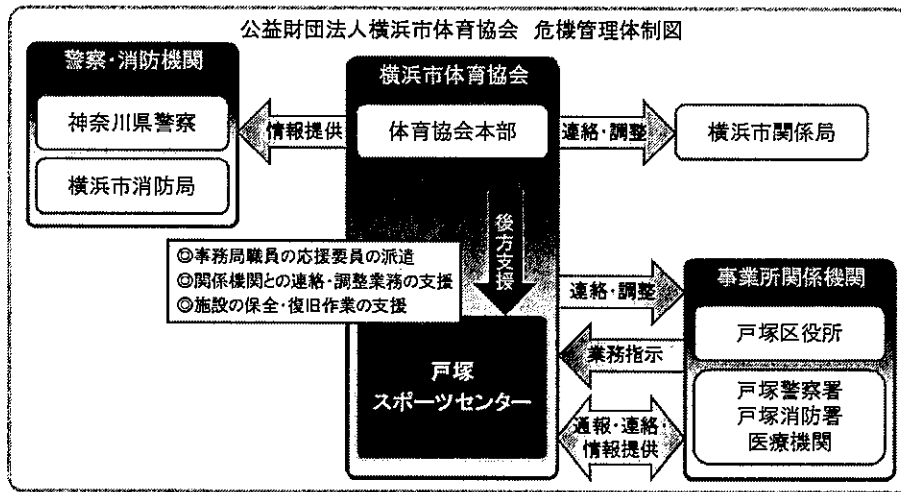 公益財団法人横浜市体育協会 危機管理体制図
警察・消防機関
神奈川県警察
横浜市消防局
情報提供
横浜市体育協会
体育協会本部
連絡・調整
横浜市関係局
後方支援
◎事務局職員の応援要員の派遣
◎関係機関との連絡・調整業務の支援
◎施設の保全・復旧作業の支援
戸塚
スポーツセンター
連絡・調整
業務指示
通報・連絡・
情報提供
事業所関係機関
戸塚区役所
戸塚警察署
戸塚消防署
医療機関